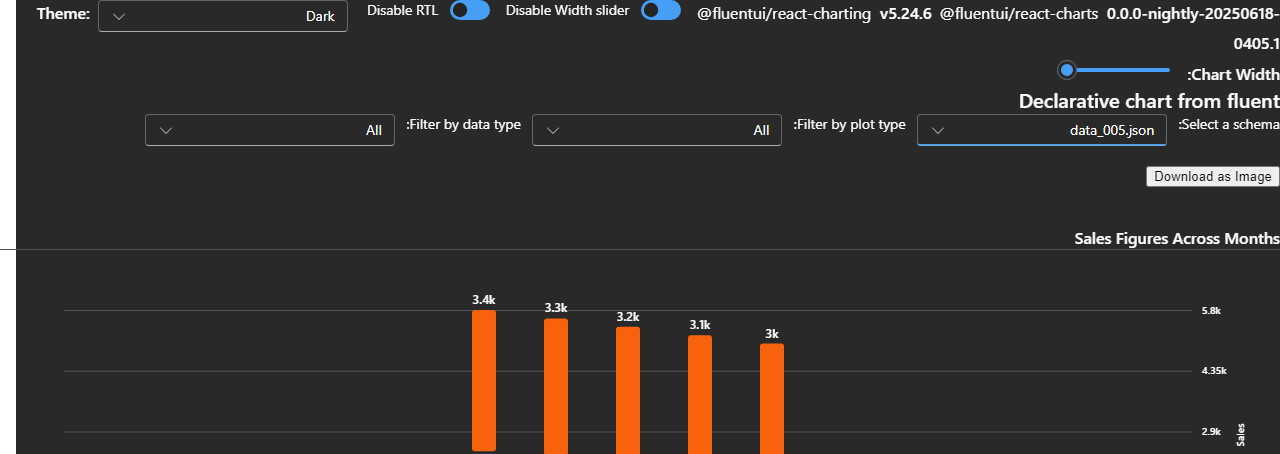 Theme: Dark Disable RTL Disable Width slider @fluentui/react-charting v5.24.6 @fluentui/react-charts 0.0.0-nightly-20250618-
0405.1
:Chart Width
Declarative chart from fluent
:Select a schema data_005.json :Filter by plot type All :Filter by data type All
Download as Image
Sales Figures Across Months
3.4k
3.3k
3.2k
3.1k
3k
5.8k
4.35k
2.9k
Sales